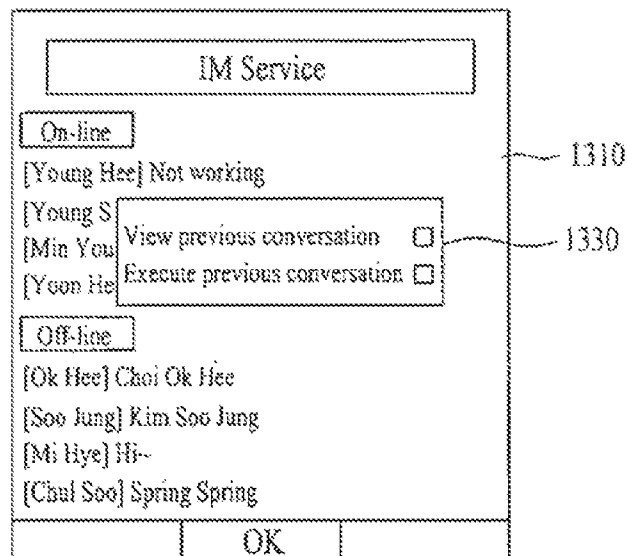 IM Service
On-line
[Young Hee] Not working
[Young S
[Min You
[Yoon He
View previous conversation
Execute previous conversation
Off-line
[Ok Hee] Choi Ok Hee
[Soo Jung] Kim Soo Jung
[Mi Hye] Hi~
[Chul Soo] Spring Spring
OK
1310
1330